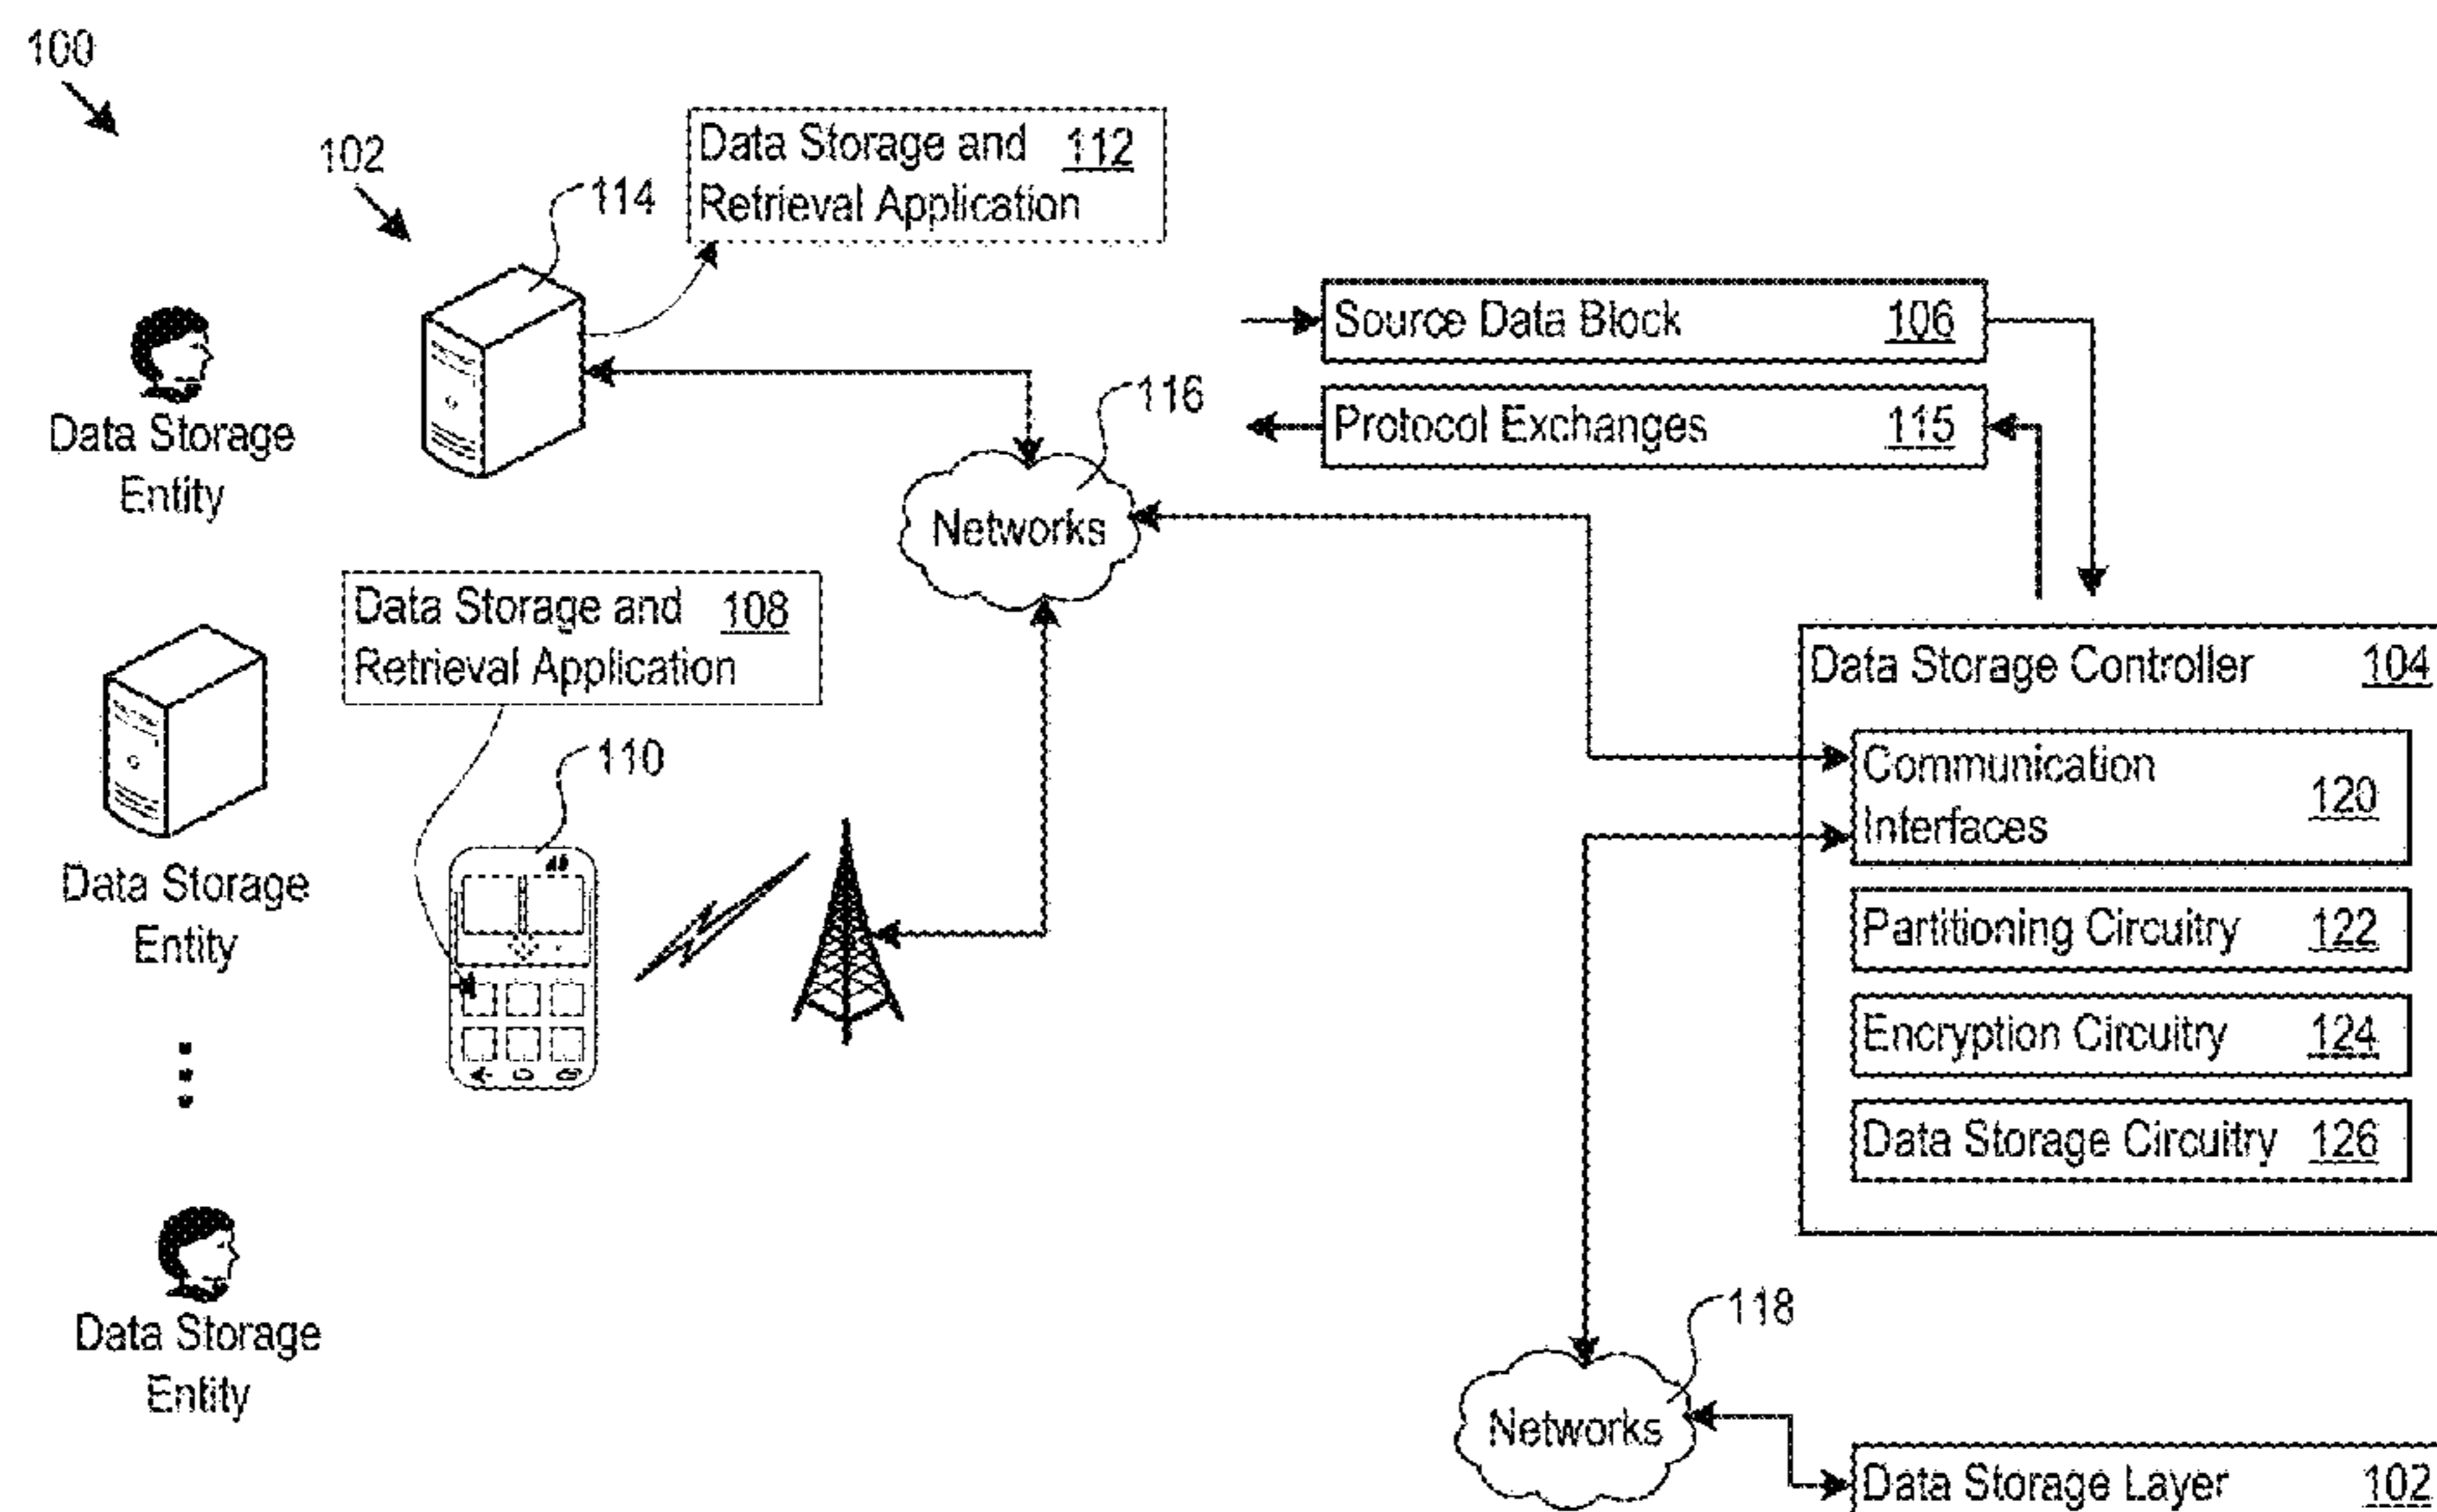 100
102
114
Data Storage and 112
Retrieval Application
Data Storage
Entity
Source Data Block 106
Protocol Exchanges 115
116
Networks
Data Storage and 108
Retrieval Application
110
Data Storage
Entity
Data Storage
Entity
Data Storage Controller 104
Communication
Interfaces
120
Partitioning Circuitry 122
Encryption Circuitry 124
Data Storage Circuitry 126
118
Networks
Data Storage Layer 102